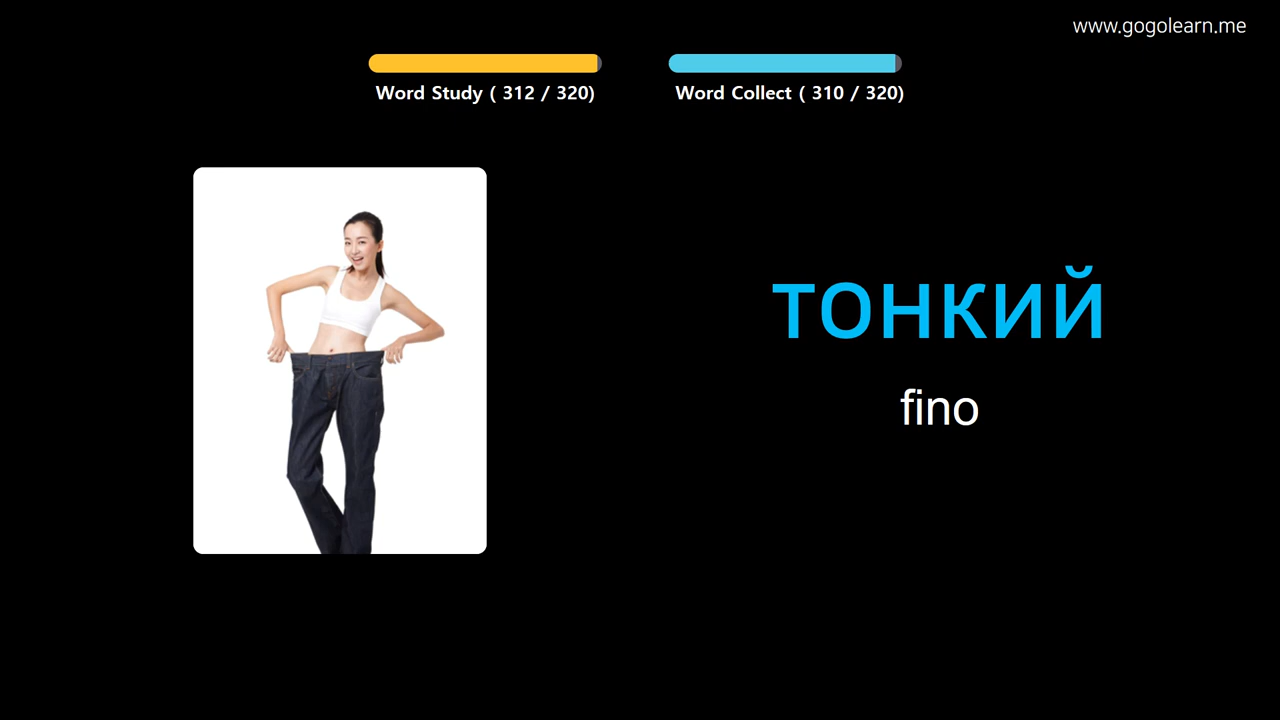 www.gogolearn.me
Word Study ( 312 / 320)
Word Collect ( 310 / 320)
тонкий
fino